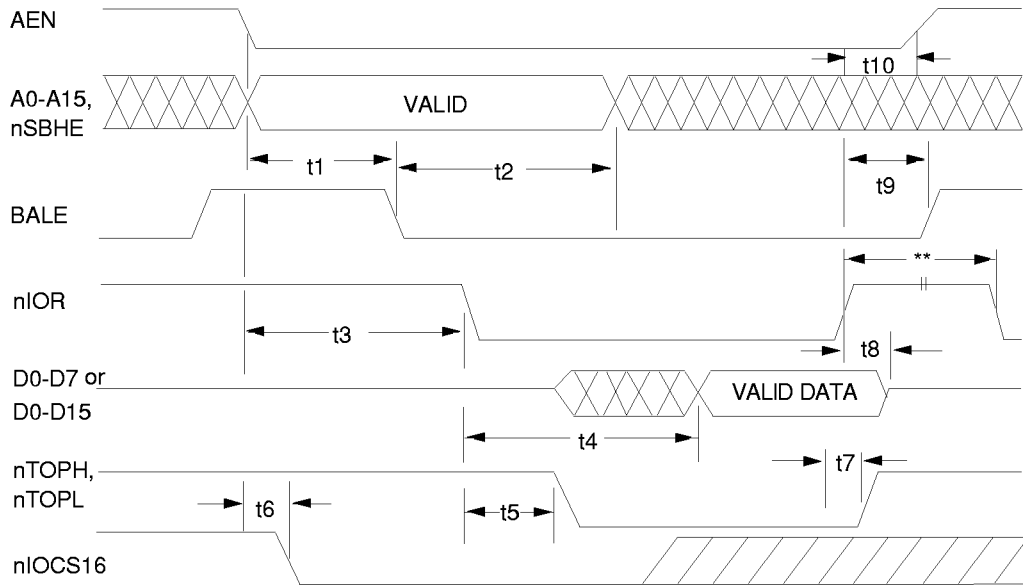 AEN
t10
A0-A15,
nSBHE
VALID
t1
t2
t9
BALE
**
nIOR
t3
t8
D0-D7 or
D0-D15
VALID DATA
t4
nTOPH,
nTOPL
t7
t6
t5
nIOCS16